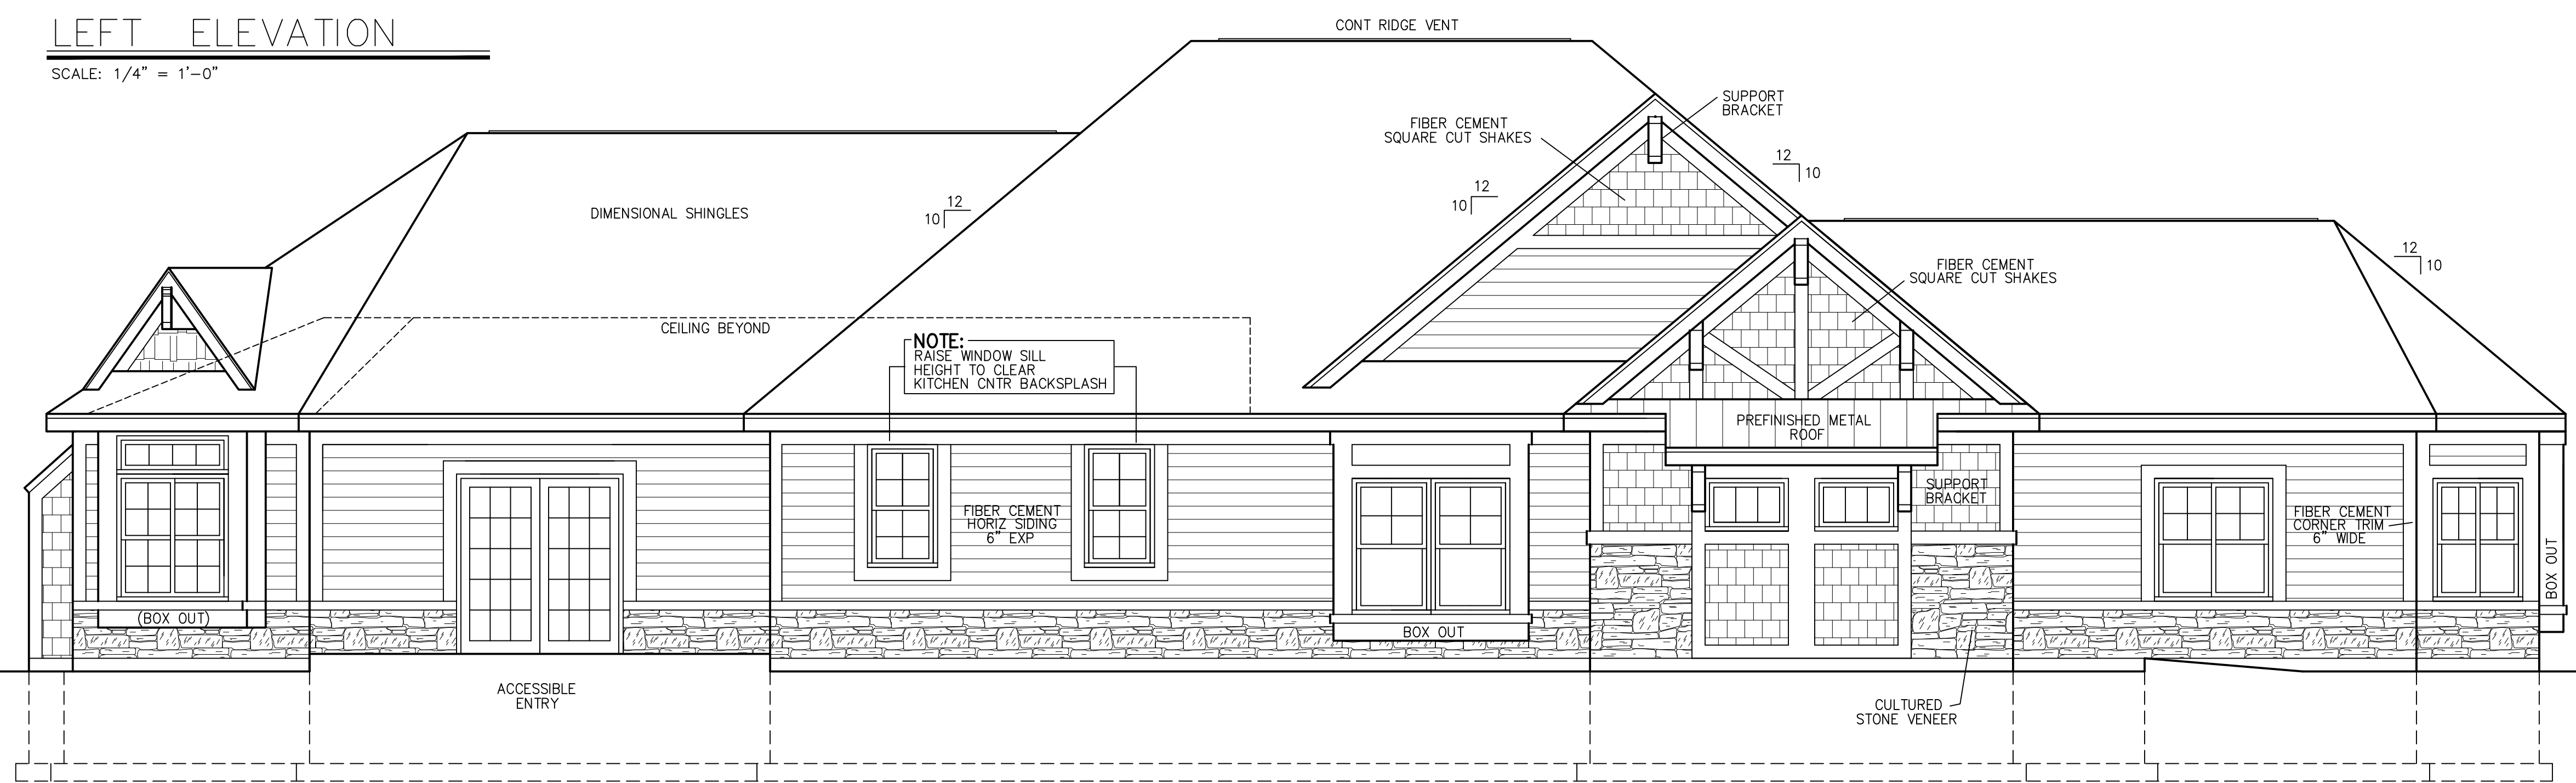 LEFT ELEVATION
SCALE: 1/4" = 1'-0"
CONT RIDGE VENT
SUPPORT
BRACKET
FIBER CEMENT
SQUARE CUT SHAKES
12
10
12
10
12
10
DIMENSIONAL SHINGLES
FIBER CEMENT
SQUARE CUT SHAKES
12
10
CEILING BEYOND
NOTE:
RAISE WINDOW SILL
HEIGHT TO CLEAR
KITCHEN CNTR BACKSPLASH
PREFINISHED METAL
ROOF
SUPPORT
BRACKET
FIBER CEMENT
HORIZ SIDING
6" EXP
FIBER CEMENT
CORNER TRIM
6" WIDE
BOX OUT
(BOX OUT)
BOX OUT
ACCESSIBLE
ENTRY
CULTURED
STONE VENEER